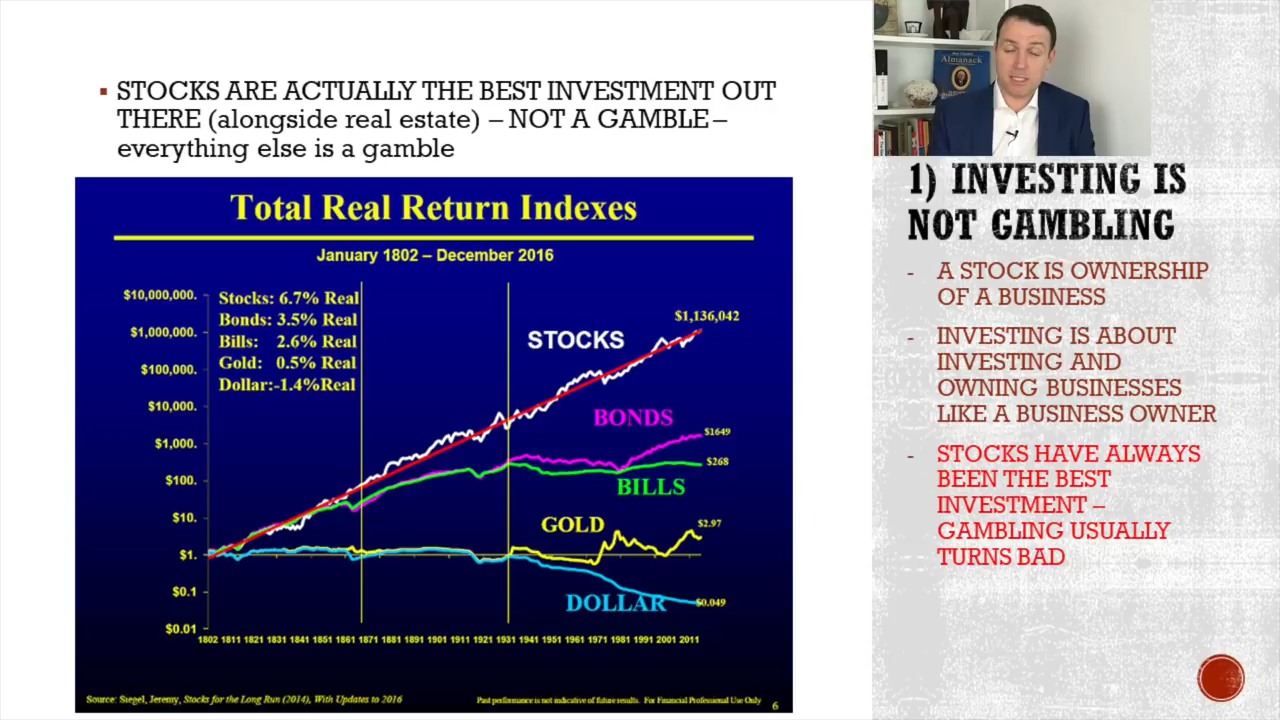 ▪ STOCKS ARE ACTUALLY THE BEST INVESTMENT OUT
THERE (alongside real estate) – NOT A GAMBLE –
everything else is a gamble
Total Real Return Indexes
January 1802 – December 2016
$10,000,000.
$1,000,000.
$100,000.
$10,000.
$1,000.
$100.
$10.
$1.
$0.1
$0.01
Stocks: 6.7% Real
Bonds: 3.5% Real
Bills: 2.6% Real
Gold: 0.5% Real
Dollar:-1.4%Real
$1,136,042
STOCKS
BONDS
$1649
$268
BILLS
GOLD
$2.97
DOLLAR
$0.049
1802 1811 1821 1831 1841 1851 1861 1871 1881 1891 1901 1911 1921 1931 1941 1951 1961 1971 1981 1991 2001 2011
Source: Siegel, Jeremy, Stocks for the Long Run (2014), With Updates to 2016
Past performance is not indicative of future results. For Financial Professional Use Only
6
Almanack
1) INVESTING IS
NOT GAMBLING
- A STOCK IS OWNERSHIP
OF A BUSINESS
- INVESTING IS ABOUT
INVESTING AND
OWNING BUSINESSES
LIKE A BUSINESS OWNER
- STOCKS HAVE ALWAYS
BEEN THE BEST
INVESTMENT –
GAMBLING USUALLY
TURNS BAD